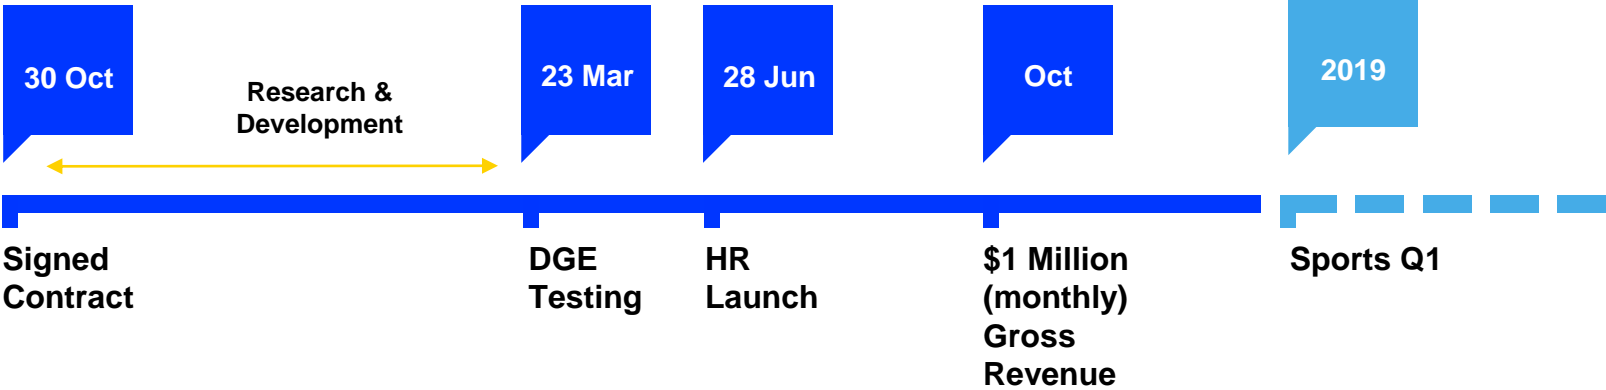 30 Oct
Research &
Development
23 Mar
28 Jun
Oct
2019
Signed
Contract
DGE
Testing
HR
Launch
$1 Million
(monthly)
Gross
Revenue
Sports Q1